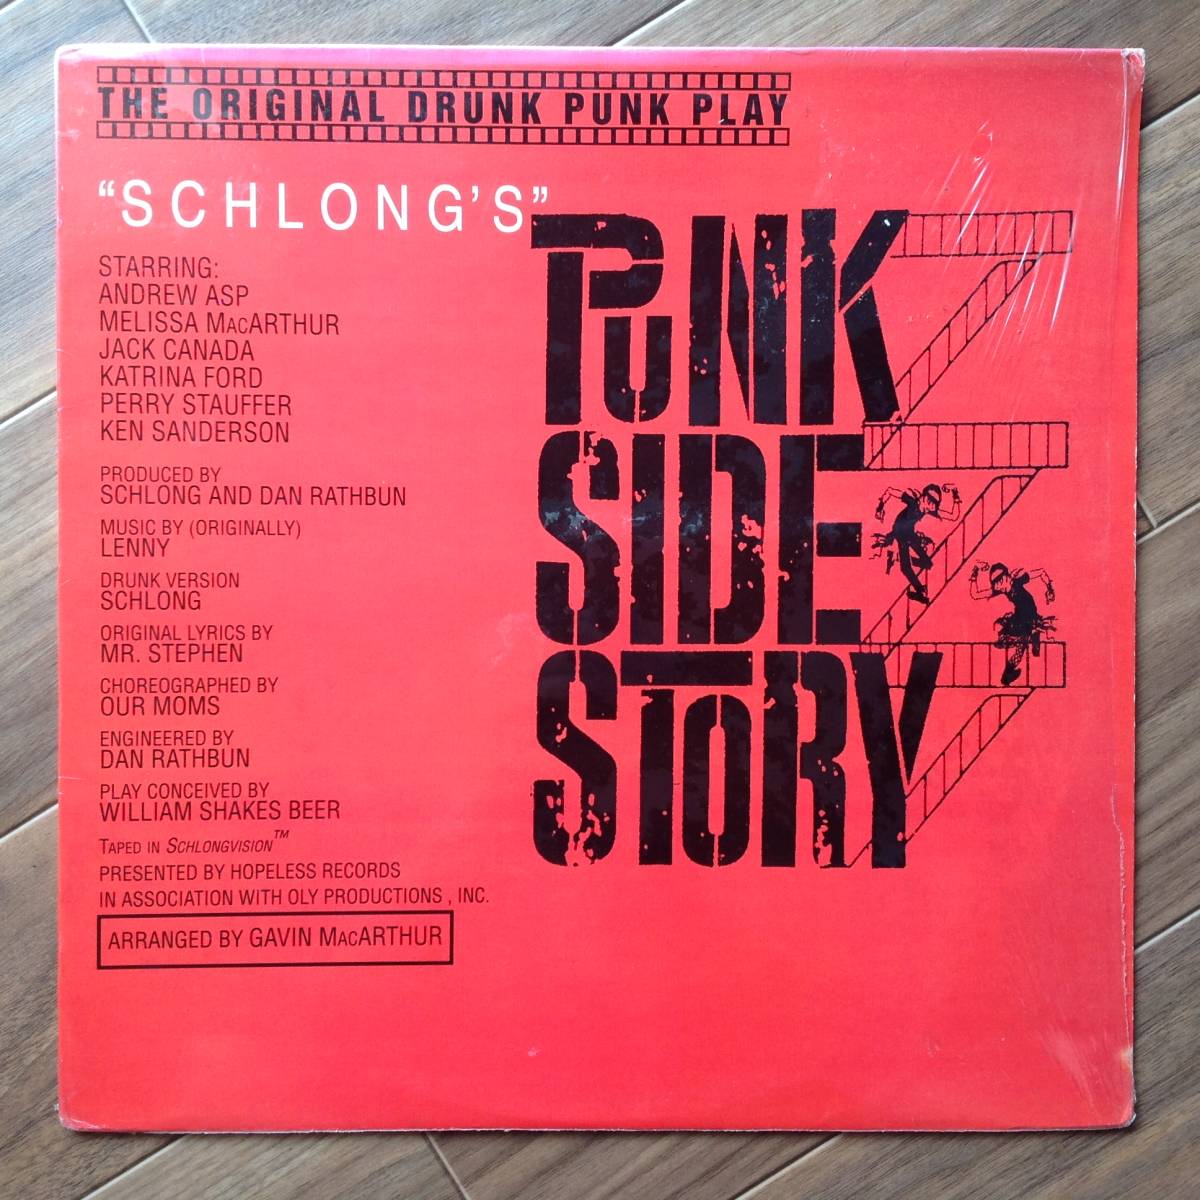 THE ORIGINAL DRUNK PUNK PLAY
"SCHLONG'S"
PUNK
SIDE
STORY
STARRING:
ANDREW ASP
MELISSA MACARTHUR
JACK CANADA
KATRINA FORD
PERRY STAUFFER
KEN SANDERSON
PRODUCED BY
SCHLONG AND DAN RATHBUN
MUSIC BY (ORIGINALLY)
LENNY
DRUNK VERSION
SCHLONG
ORIGINAL LYRICS BY
MR. STEPHEN
CHOREOGRAPHED BY
OUR MOMS
ENGINEERED BY
DAN RATHBUN
PLAY CONCEIVED BY
WILLIAM SHAKES BEER
TAPED IN SCHLONGVISION™
PRESENTED BY HOPELESS RECORDS
IN ASSOCIATION WITH OLY PRODUCTIONS , INC.
ARRANGED BY GAVIN MACARTHUR